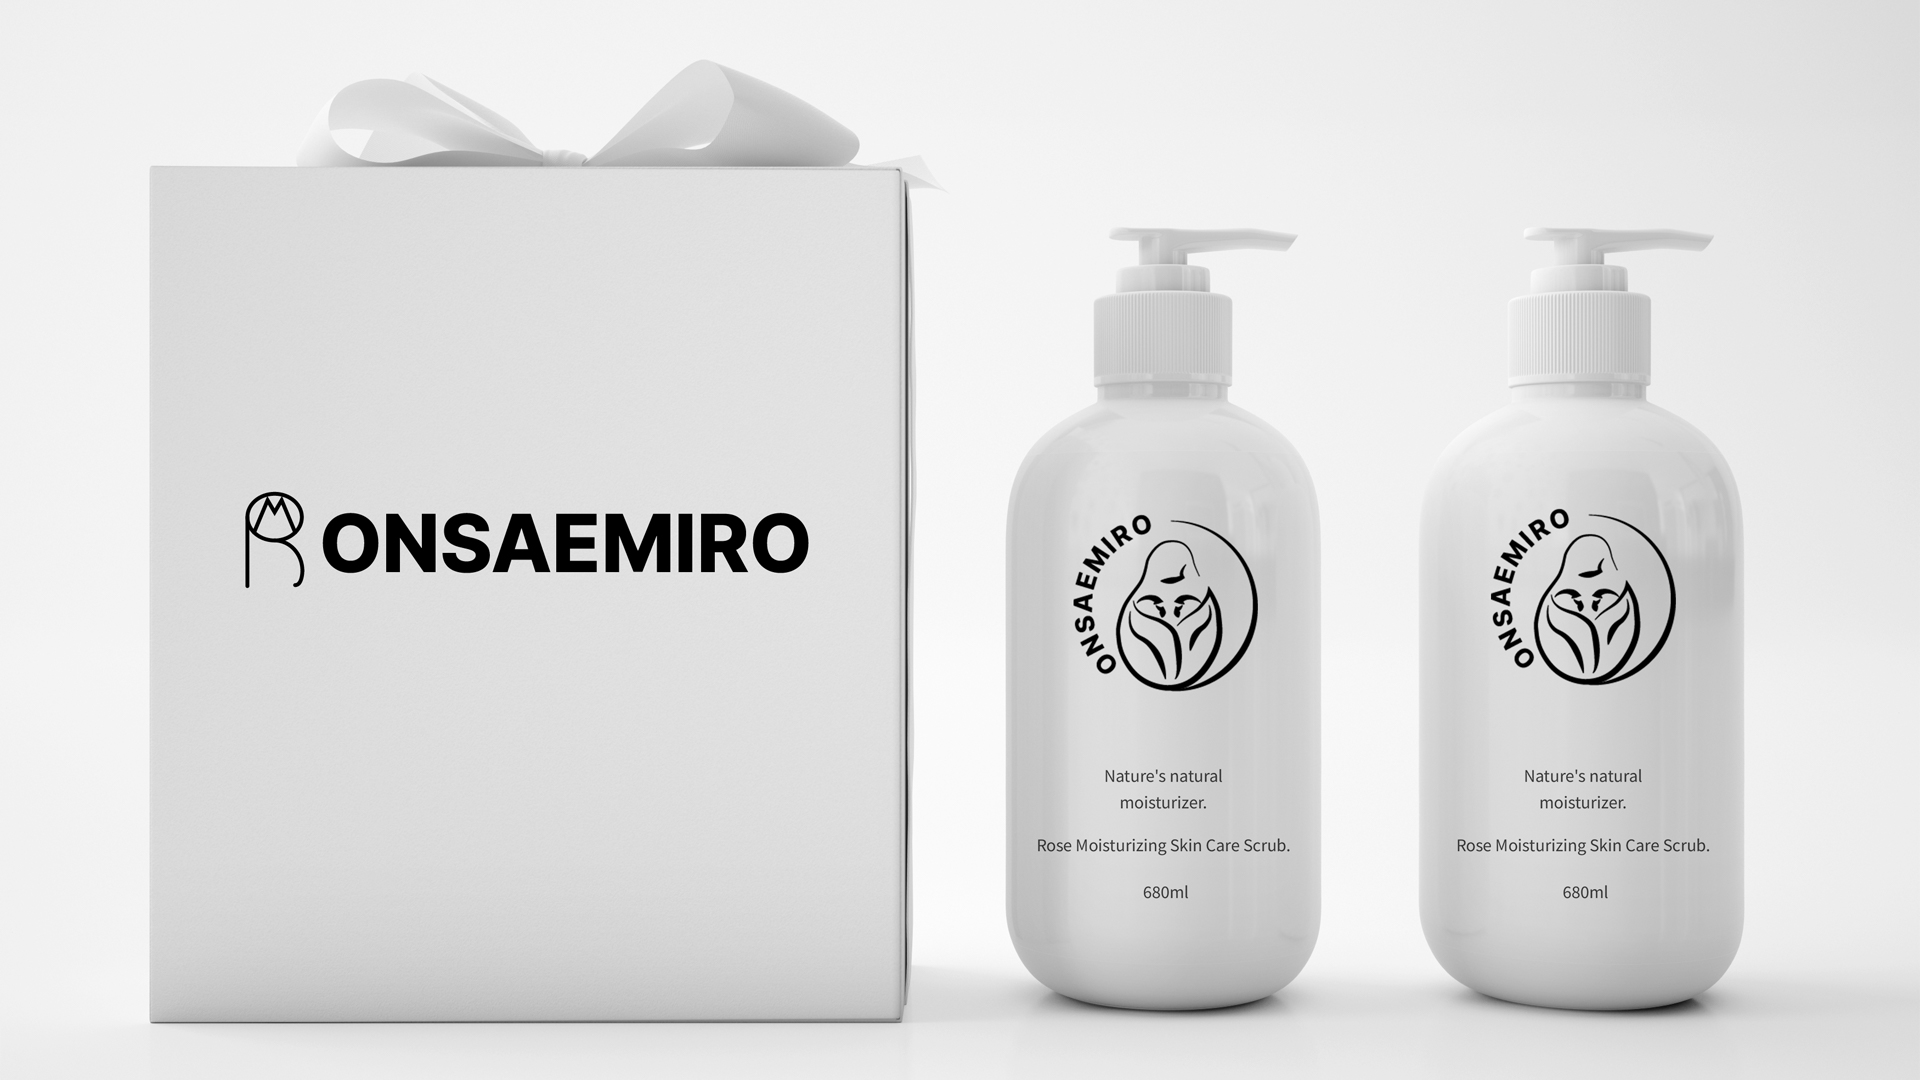 ONSAEMIRO
ONSAEMIRO
Nature's natural
moisturizer.
Rose Moisturizing Skin Care Scrub.
680ml
ONSAEMIRO
Nature's natural
moisturizer.
Rose Moisturizing Skin Care Scrub.
680ml